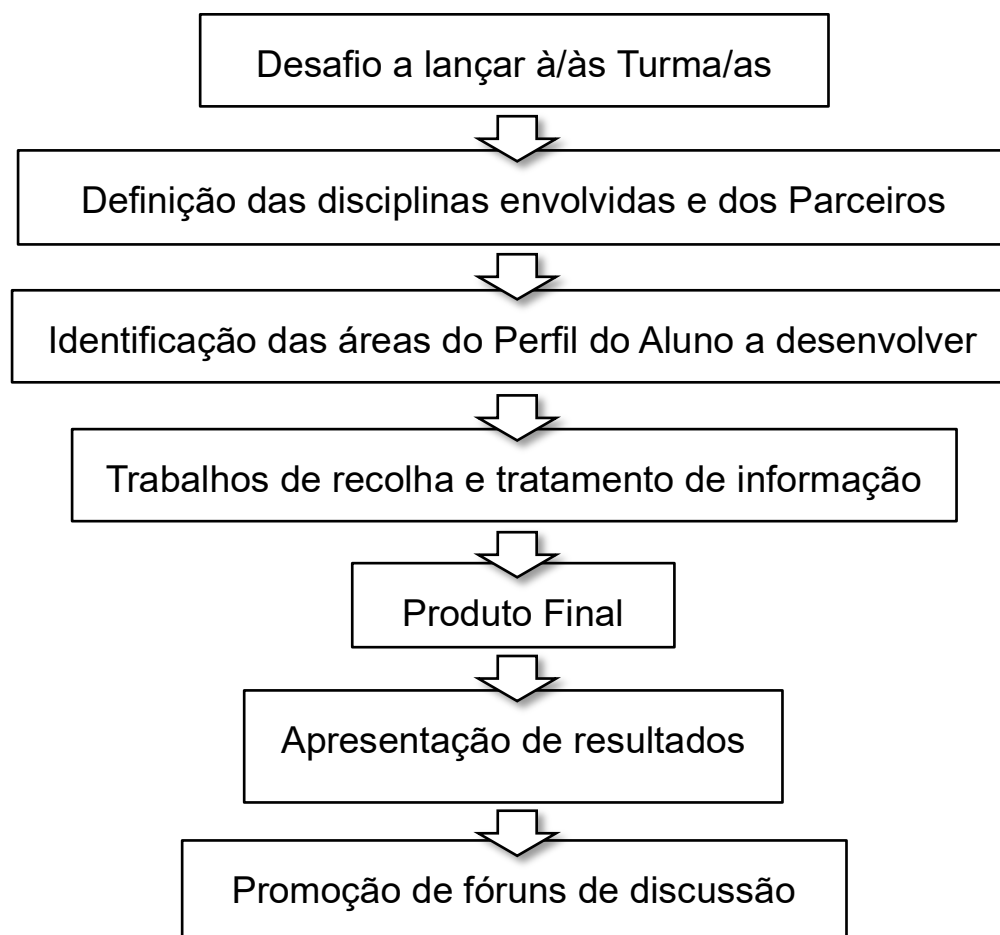 Desafio a lançar à/às Turma/as
Definição das disciplinas envolvidas e dos Parceiros
Identificação das áreas do Perfil do Aluno a desenvolver
Trabalhos de recolha e tratamento de informação
Produto Final
Apresentação de resultados
Promoção de fóruns de discussão